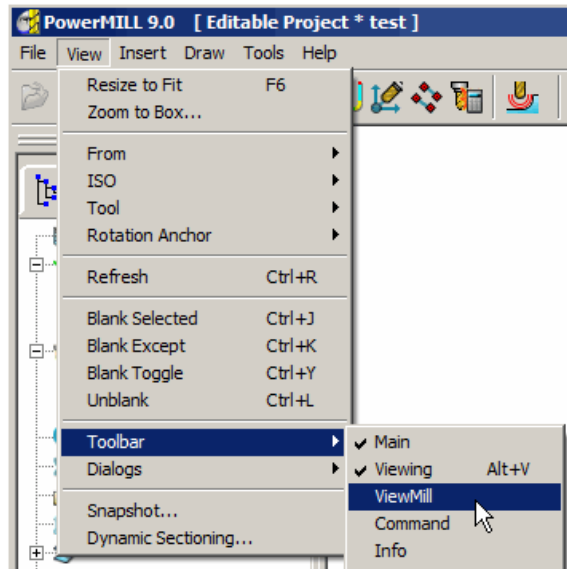 PowerMILL 9.0 [ Editable Project * test ]
File View Insert Draw Tools Help
Resize to Fit F6
Zoom to Box...
From
ISO
Tool
Rotation Anchor
Refresh Ctrl+R
Blank Selected Ctrl+J
Blank Except Ctrl+K
Blank Toggle Ctrl+Y
Unblank Ctrl+L
Toolbar
Dialogs
Snapshot...
Dynamic Sectioning...
Main
Viewing Alt+V
ViewMill
Command
Info